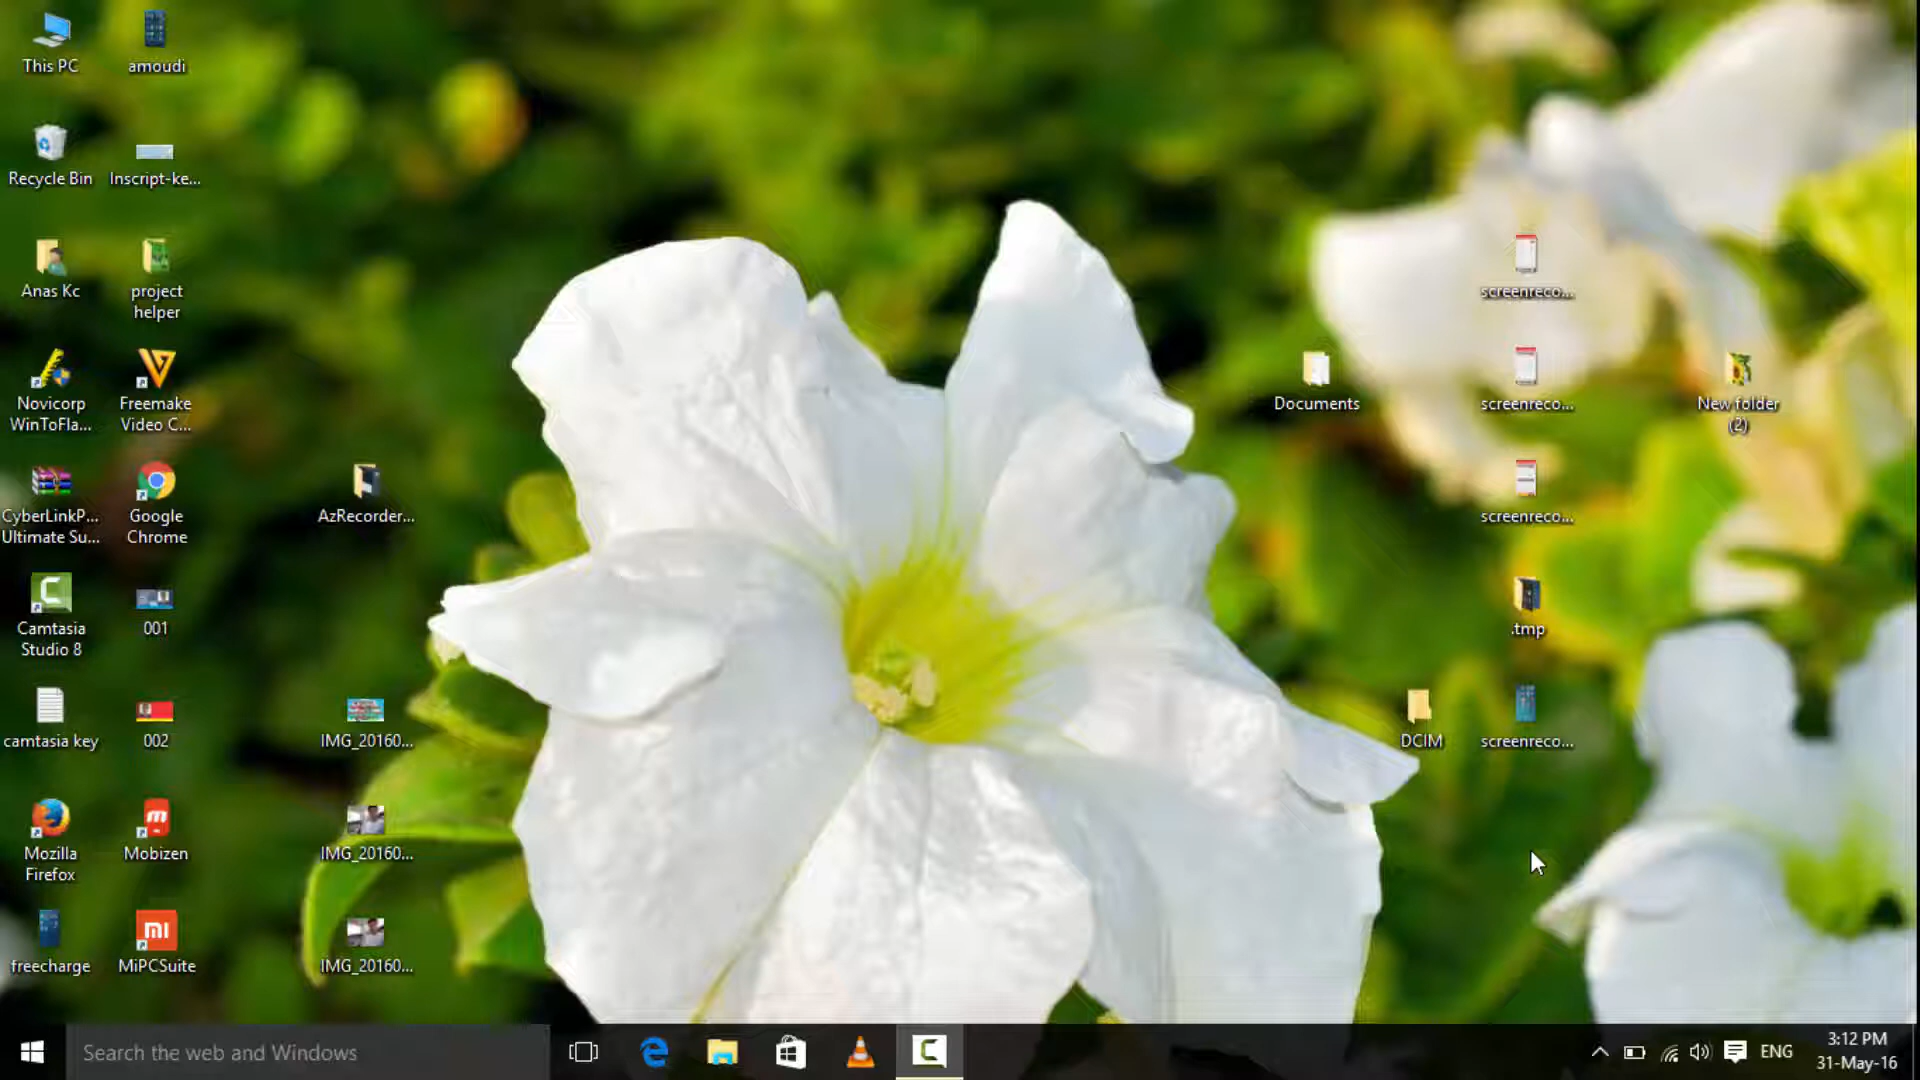 This PC
amoudi
Recycle Bin
Inscript-ke...
Anas Kc
project
helper
Novicorp
WinToFla...
Freemake
Video C...
CyberLinkP...
Ultimate Su...
Google
Chrome
AzRecorder...
Camtasia
Studio 8
001
camtasia key
002
IMG_20160...
Mozilla
Firefox
Mobizen
IMG_20160...
freecharge
MiPCSuite
IMG_20160...
screenreco...
Documents
screenreco...
New folder
(2)
screenreco...
.tmp
DCIM
screenreco...
Search the web and Windows
ENG
3:12 PM
31-May-16